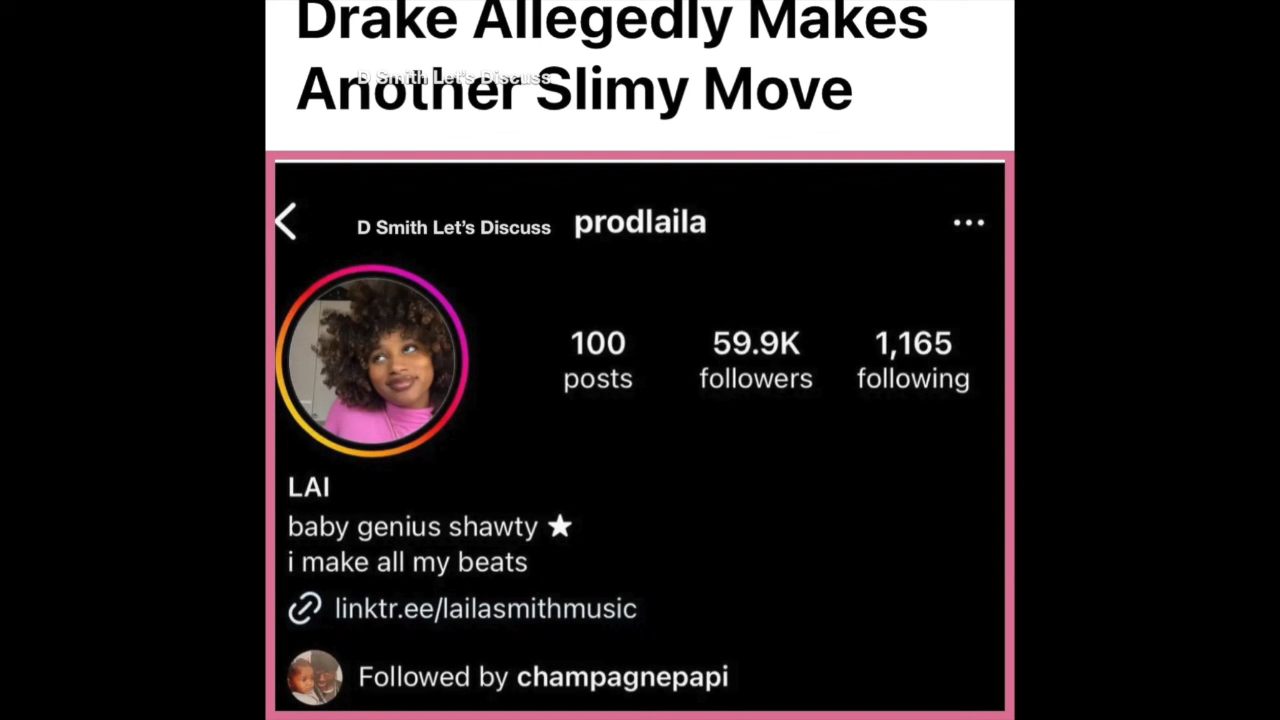 Drake Allegedly Makes
D Smith Let's Discuss
Another Slimy Move
D Smith Let's Discuss
prodlaila
100 59.9K 1,165
posts followers following
LAI
baby genius shawty ★
i make all my beats
linktr.ee/lailasmithmusic
Followed by champagnepapi